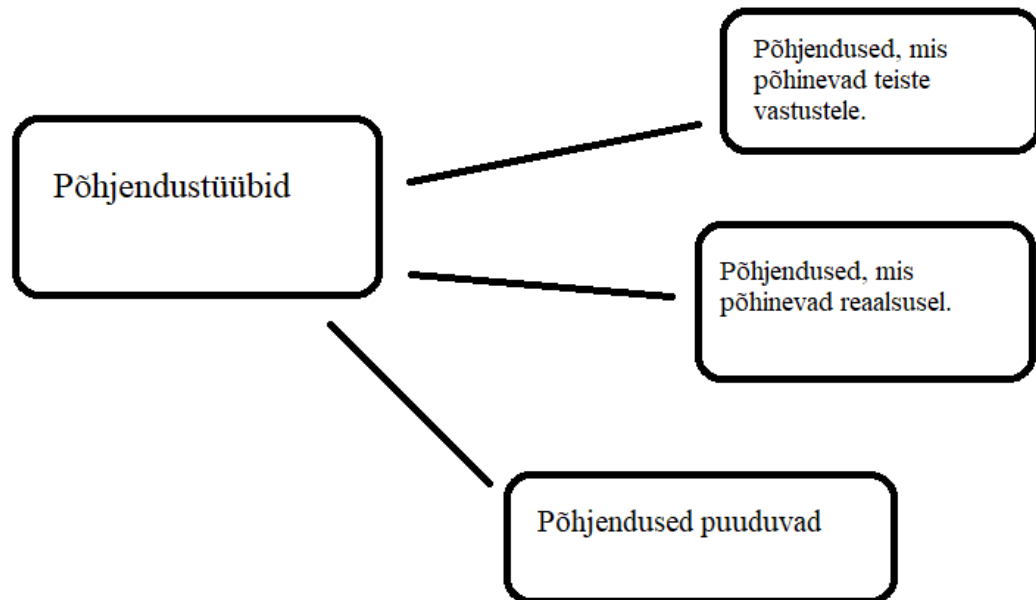 Põhjendustüübid
Põhjendused, mis
põhinevad teiste
vastustele.
Põhjendused, mis
põhinevad reaalsusel.
Põhjendused puuduvad